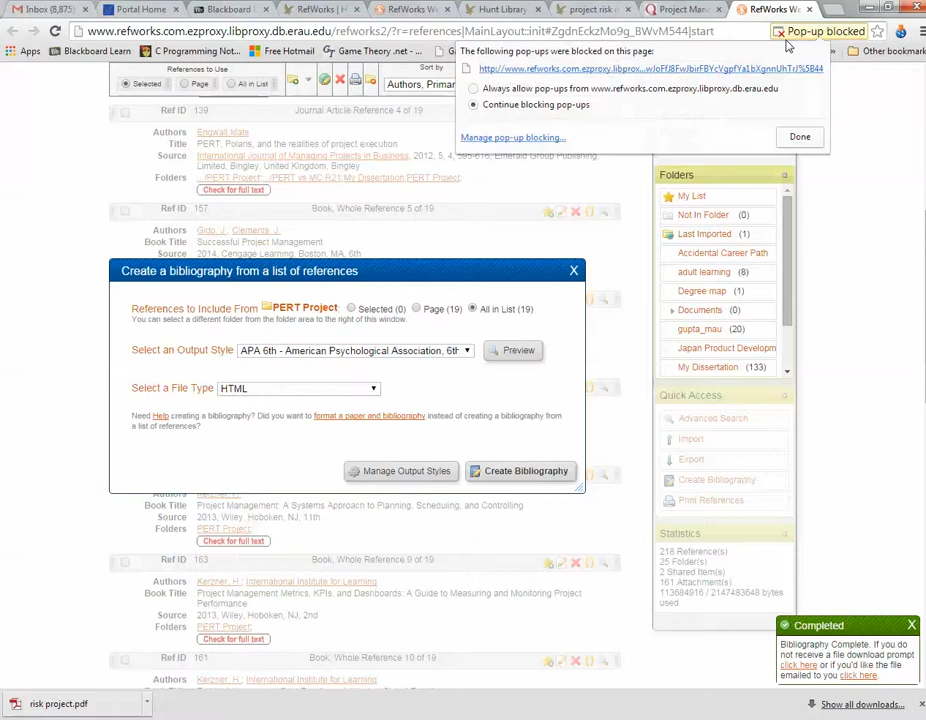 Inbox (8,875)
Portal Home
Blackboard L
RefWorks | H
RefWorks We
Hunt Library
project risk
Project Man
RefWorks We
www.refworks.com.ezproxy.libproxy.db.erau.edu/refworks2/?r=references|MainLayout::init#ZgdnEckzMo9g_BWvM544|start
Pop-up blocked
Apps
Blackboard Learn
C Programming Not...
Free Hotmail
Game Theory .net -
The following pop-ups were blocked on this page:
References to Use
Sort by
Selected
Page
All in List
Authors, Primar
Always allow pop-ups from www.refworks.com.ezproxy.libproxy.db.erau.edu
Continue blocking pop-ups
Manage pop-up blocking...
Done
Ref ID 139 Journal Article Reference 4 of 19
Authors Engwall Mats
Title PERT, Polaris, and the realities of project execution
Source International Journal of Managing Projects in Business, 2012, 5, 4, 595-616, Emerald Group Publishing,
Limited, Bingley, United Kingdom, Bingley
Folders .../PERT vs MC R21 My Dissertation;PERT Project;
Check for full text
Ref ID 157 Book, Whole Reference 5 of 19
Authors Gido, J.; Clements, J.
Book Title Successful Project Management
2014, Cengage Learning, Boston, MA, 6th
Create a bibliography from a list of references X
References to Include From PERT Project: Selected (0) Page (19) All in List (19)
You can select a different folder from the folder area to the right of this window.
Select an Output Style APA 6th - American Psychological Association, 6th
Preview
Select a File Type HTML
Need Help creating a bibliography? Did you want to format a paper and bibliography instead of creating a bibliography from
a list of references?
Manage Output Styles
Create Bibliography
Book Title Project Management: A Systems Approach to Planning, Scheduling, and Controlling
Source 2013, Wiley, Hoboken, NJ, 11th
Folders PERT Project;
Check for full text
Ref ID 163 Book, Whole Reference 9 of 19
Authors Kerzner, H.; International Institute for Learning
Book Title Project Management Metrics, KPIs, and Dashboards: A Guide to Measuring and Monitoring Project
Performance
Source 2013, Wiley, Hoboken, NJ, 2nd
Folders PERT Project;
Check for full text
Ref ID 161 Book, Whole Reference 10 of 19
Authors Kerzner, H.; International Institute for Learning
Folders
My List
Not In Folder (0)
Last Imported (1)
Accidental Career Path
adult learning (8)
Degree map (1)
Documents (0)
gupta_mau (20)
Japan Product Developm
My Dissertation (133)
Quick Access
Advanced Search
Import
Export
Create Bibliography
Print References
Statistics
218 Reference(s)
25 Folder(s)
2 Shared Item(s)
161 Attachment(s)
113684916 / 2147483648 bytes
used
Completed X
Bibliography Complete. If you do
not receive a file download prompt
click here or if you'd like the file
emailed to you click here.
risk project.pdf
Show all downloads...